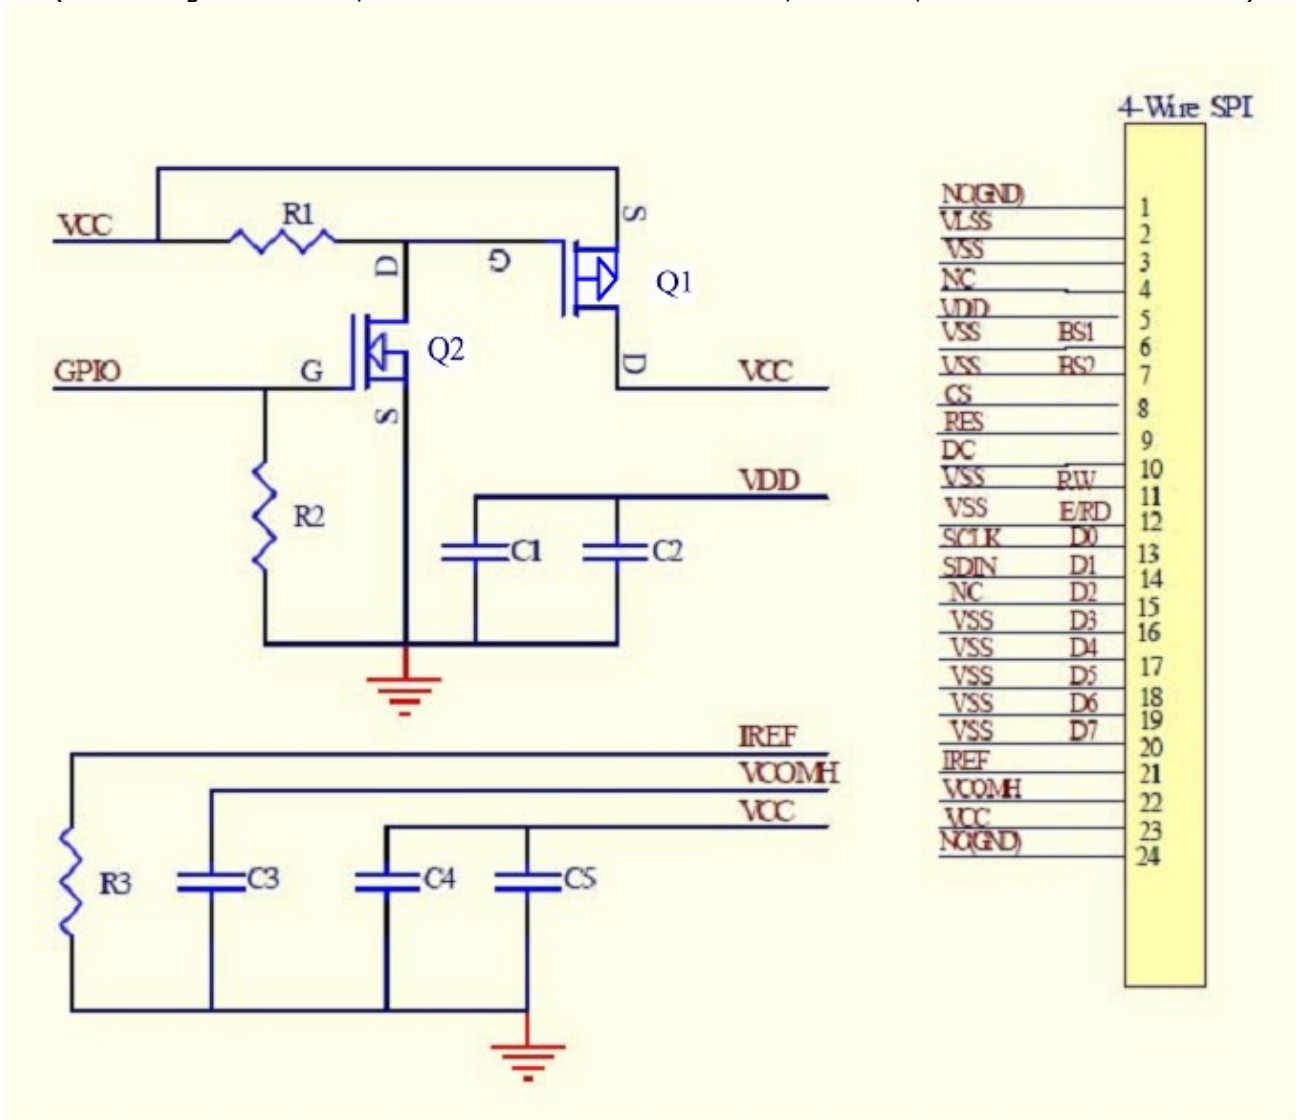 4-Wire SPI
VCC
R1
S
D
G
Q1
Q2
GPIO
G
S
D
VCC
R2
VDD
C1
C2
IREF
VCOMH
VCC
R3
C3
C4
C5
NC(GND) 1
VLSS 2
VSS 3
NC 4
VDD 5
VSS BS1 6
VSS BS2 7
CS 8
RES 9
DC 10
VSS RW 11
VSS E/RD 12
SCLK D0 13
SDIN D1 14
NC D2 15
VSS D3 16
VSS D4 17
VSS D5 18
VSS D6 19
VSS D7 20
IREF 21
VCOMH 22
VCC 23
NC(GND) 24